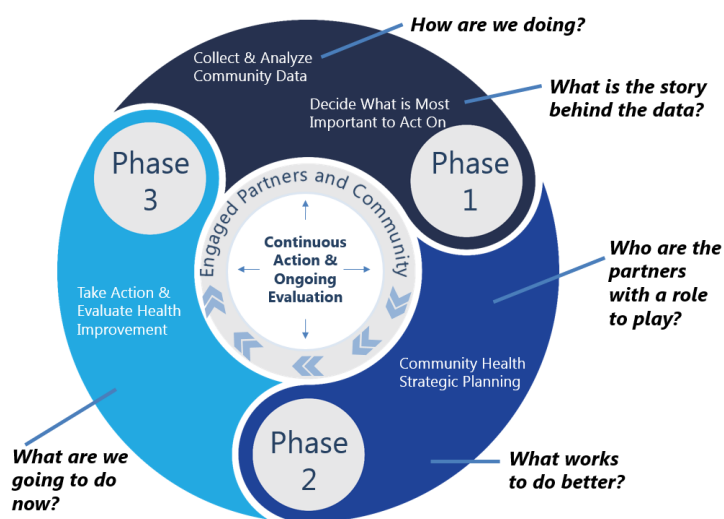 How are we doing?
Collect & Analyze
Community Data
What is the story
behind the data?
Decide What is Most
Important to Act On
Phase
1
Phase
3
Engaged Partners and Community
Continuous
Action &
Ongoing
Evaluation
Who are the
partners
with a role
to play?
Take Action &
Evaluate Health
Improvement
Community Health
Strategic Planning
What are we
going to do
now?
Phase
2
What works
to do better?